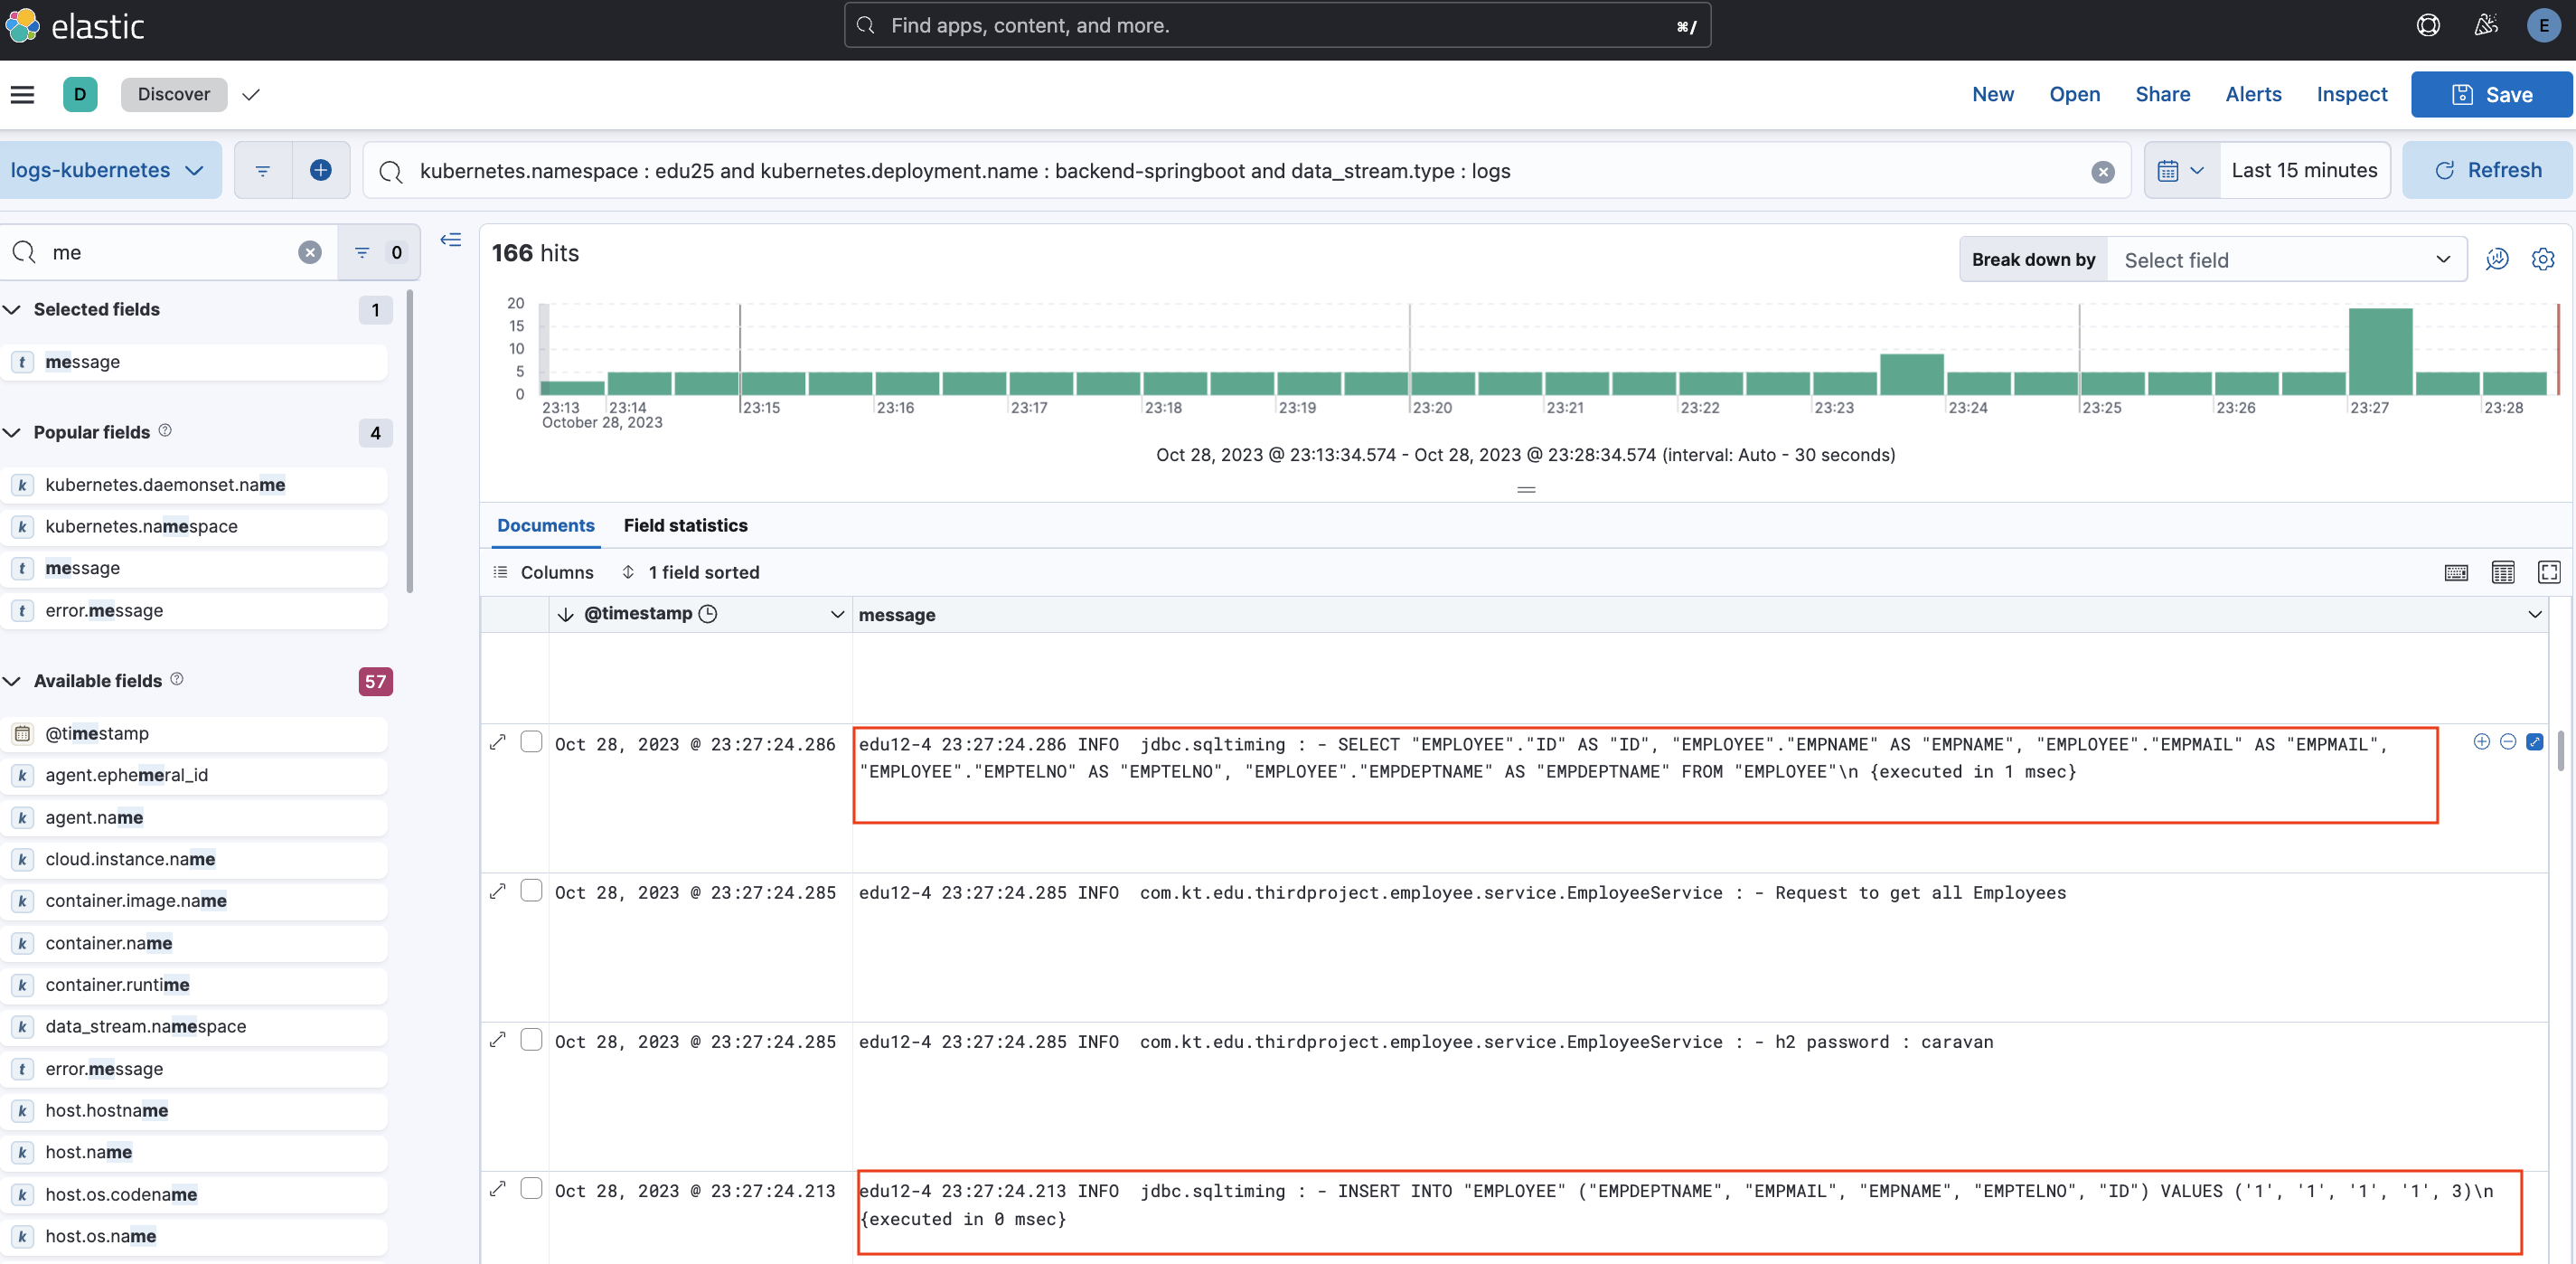 elastic
Find apps, content, and more.
⌘/
E
D
Discover
New
Open
Share
Alerts
Inspect
Save
logs-kubernetes
kubernetes.namespace : edu25 and kubernetes.deployment.name : backend-springboot and data_stream.type : logs
Last 15 minutes
Refresh
me
0
Selected fields
1
t message
Popular fields
4
k kubernetes.daemonset.name
k kubernetes.namespace
t message
t error.message
Available fields
57
@timestamp
k agent.ephemeral_id
k agent.name
k cloud.instance.name
k container.image.name
k container.name
k container.runtime
k data_stream.namespace
t error.message
k host.hostname
k host.name
k host.os.codename
k host.os.name
166 hits
Break down by
Select field
20
15
10
5
0
23:13
23:14
23:15
23:16
23:17
23:18
23:19
23:20
23:21
23:22
23:23
23:24
23:25
23:26
23:27
23:28
October 28, 2023
Oct 28, 2023 @ 23:13:34.574 - Oct 28, 2023 @ 23:28:34.574 (interval: Auto - 30 seconds)
Documents
Field statistics
Columns
1 field sorted
@timestamp
message
Oct 28, 2023 @ 23:27:24.286
edu12-4 23:27:24.286 INFO  jdbc.sqltiming : - SELECT "EMPLOYEE"."ID" AS "ID", "EMPLOYEE"."EMPNAME" AS "EMPNAME", "EMPLOYEE"."EMPMAIL" AS "EMPMAIL",
"EMPLOYEE"."EMPTELNO" AS "EMPTELNO", "EMPLOYEE"."EMPDEPTNAME" AS "EMPDEPTNAME" FROM "EMPLOYEE"\n {executed in 1 msec}
Oct 28, 2023 @ 23:27:24.285
edu12-4 23:27:24.285 INFO  com.kt.edu.thirdproject.employee.service.EmployeeService : - Request to get all Employees
Oct 28, 2023 @ 23:27:24.285
edu12-4 23:27:24.285 INFO  com.kt.edu.thirdproject.employee.service.EmployeeService : - h2 password : caravan
Oct 28, 2023 @ 23:27:24.213
edu12-4 23:27:24.213 INFO  jdbc.sqltiming : - INSERT INTO "EMPLOYEE" ("EMPDEPTNAME", "EMPMAIL", "EMPNAME", "EMPTELNO", "ID") VALUES ('1', '1', '1', '1', 3)\n
{executed in 0 msec}